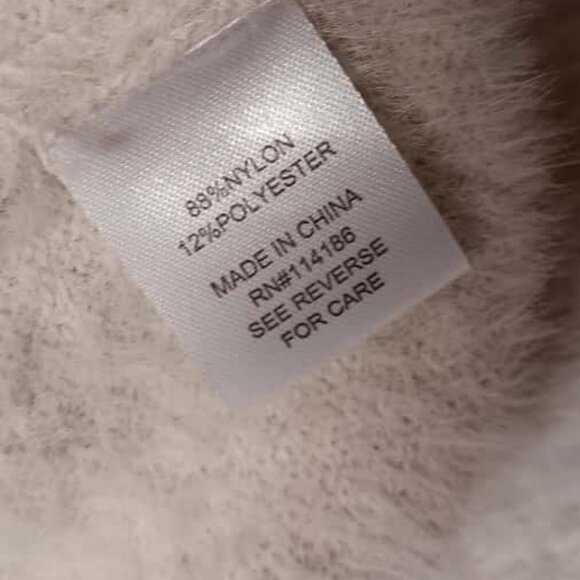 88%NYLON
12%POLYESTER
MADE IN CHINA
RN#114186
SEE REVERSE
FOR CARE